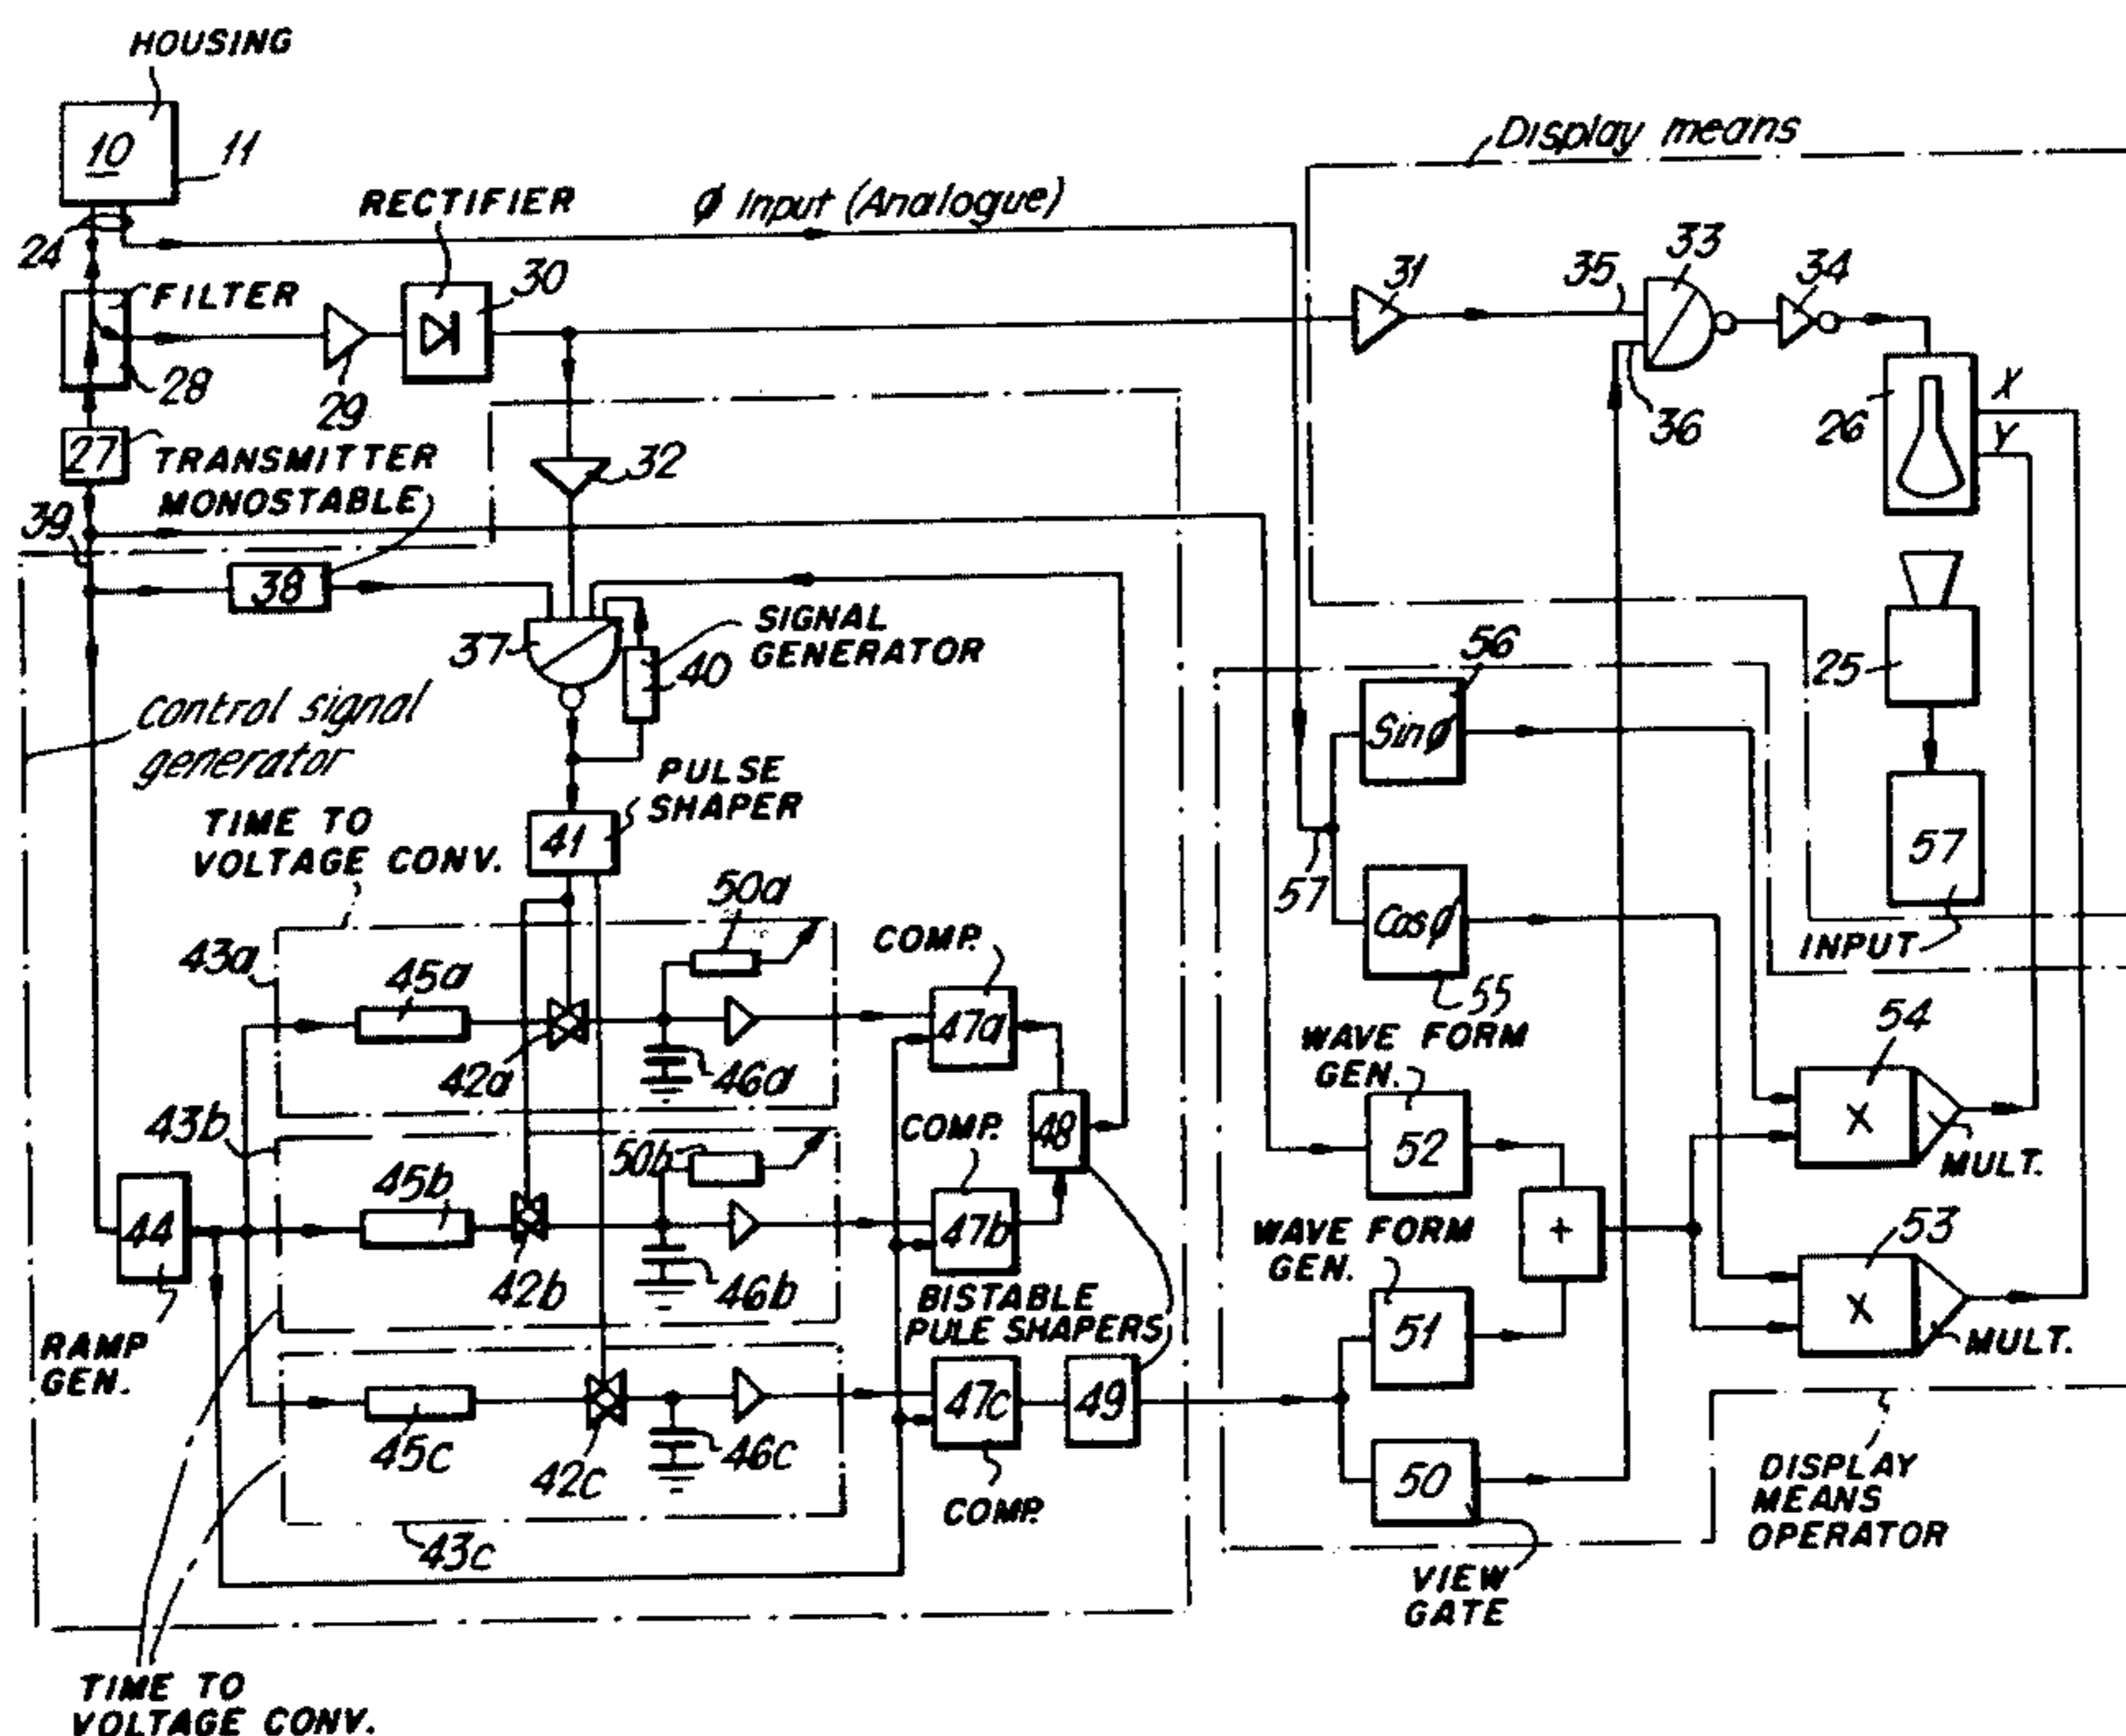 HOUSING
10
11
24
RECTIFIER
ø Input (Analogue)
Display means
FILTER
28
29
30
31
35
33
34
36
26
X
Y
27
TRANSMITTER
MONOSTABLE
32
39
38
37
SIGNAL
GENERATOR
40
Control signal
generator
PULSE
SHAPER
41
56
Sinø
57
Cosø
55
25
57
INPUT
TIME TO
VOLTAGE CONV.
43a
45a
42a
50a
46a
COMP.
47a
43b
45b
42b
50b
46b
COMP.
47b
48
44
RAMP
GEN.
BISTABLE
PULE SHAPERS
45c
42c
46c
43c
47c
COMP.
49
WAVE FORM
GEN.
52
WAVE FORM
GEN.
51
+
50
VIEW
GATE
54
X
MULT.
53
X
MULT.
DISPLAY
MEANS
OPERATOR
TIME TO
VOLTAGE CONV.